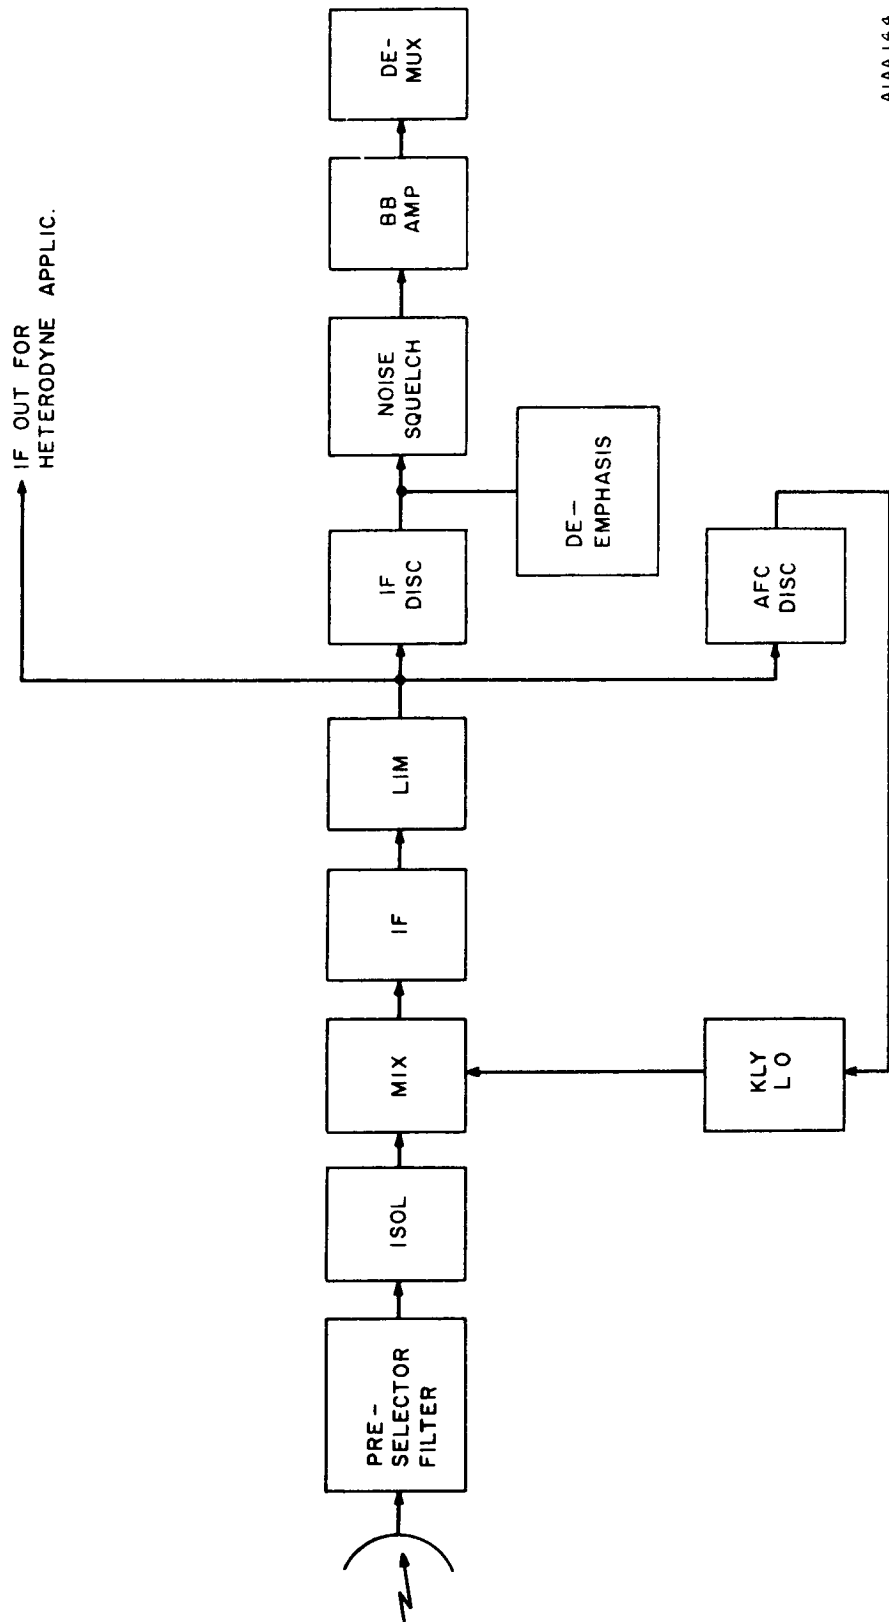 IF OUT FOR
HETERODYNE APPLIC.
PRE-
SELECTOR
FILTER
ISOL
MIX
IF
LIM
IF
DISC
NOISE
SQUELCH
BB
AMP
DE-
MUX
DE-
EMPHASIS
AFC
DISC
KLY
LO